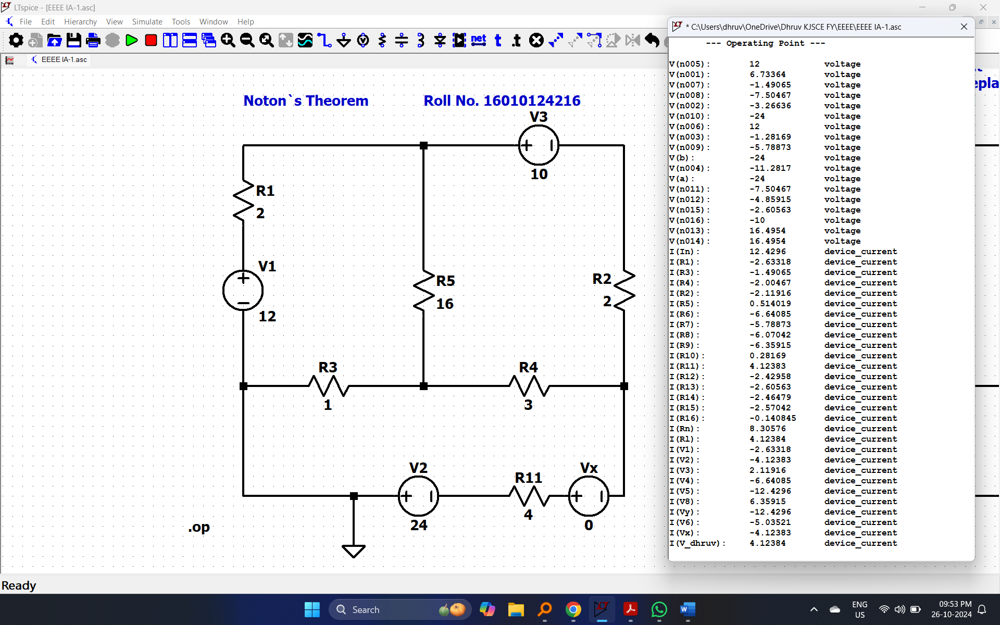 LTspice - [EEEE IA-1.asc]
File Edit Hierarchy View Simulate Tools Window Help
net t .t
EEEE IA-1.asc
Noton`s Theorem
Roll No. 16010124216
V3
10
R1
2
V1
12
R5
16
R2
2
R3
1
R4
3
V2
24
R11
4
Vx
0
.op
* C:\Users\dhruv\OneDrive\Dhruv KJSCE FY\EEEE\EEEE IA-1.asc
--- Operating Point ---
V(n005): 12 voltage
V(n001): 6.73364 voltage
V(n007): -1.49065 voltage
V(n008): -7.50467 voltage
V(n002): -3.26636 voltage
V(n010): -24 voltage
V(n006): 12 voltage
V(n003): -1.28169 voltage
V(n009): -5.78873 voltage
V(b): -24 voltage
V(n004): -11.2817 voltage
V(a): -24 voltage
V(n011): -7.50467 voltage
V(n012): -4.85915 voltage
V(n015): -2.60563 voltage
V(n016): -10 voltage
V(n013): 16.4954 voltage
V(n014): 16.4954 voltage
I(In): 12.4296 device_current
I(R1): -2.63318 device_current
I(R3): -1.49065 device_current
I(R4): -2.00467 device_current
I(R2): -2.11916 device_current
I(R5): 0.514019 device_current
I(R6): -6.64085 device_current
I(R7): -5.78873 device_current
I(R8): -6.07042 device_current
I(R9): -6.35915 device_current
I(R10): 0.28169 device_current
I(R11): 4.12383 device_current
I(R12): -2.42958 device_current
I(R13): -2.60563 device_current
I(R14): -2.46479 device_current
I(R15): -2.57042 device_current
I(R16): -0.140845 device_current
I(Rn): 8.30576 device_current
I(Rl): 4.12384 device_current
I(V1): -2.63318 device_current
I(V2): -4.12383 device_current
I(V3): 2.11916 device_current
I(V4): -6.64085 device_current
I(V5): -12.4296 device_current
I(V8): 6.35915 device_current
I(Vy): -12.4296 device_current
I(V6): -5.03521 device_current
I(Vx): -4.12383 device_current
I(V_dhruv): 4.12384 device_current
epla
Ready
Search
ENG
US
09:53 PM
26-10-2024